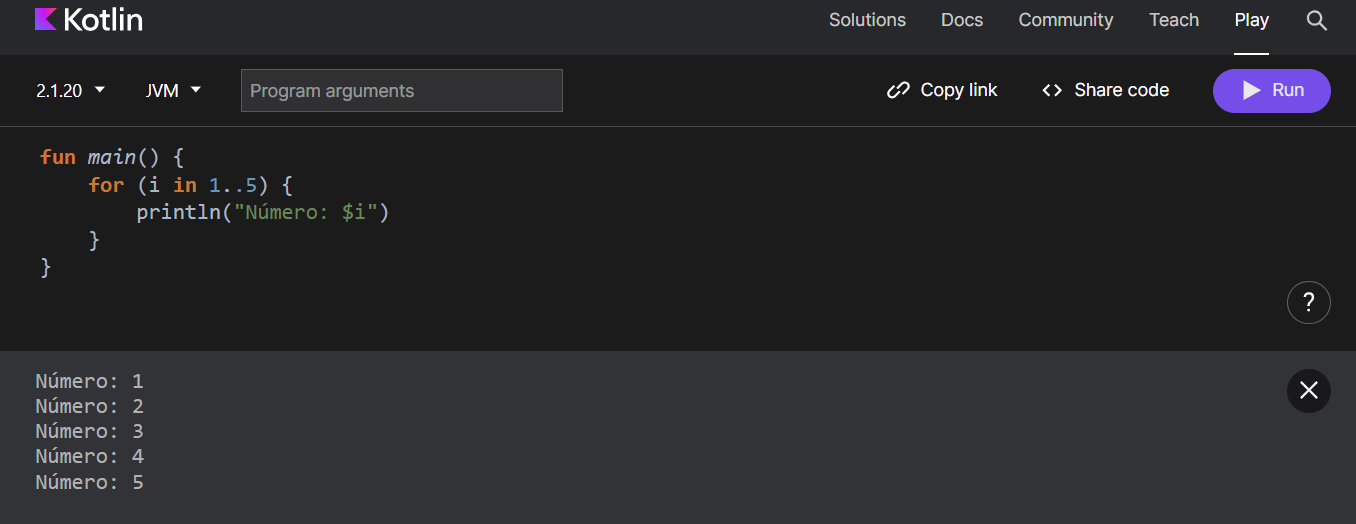 Kotlin Solutions Docs Community Teach Play
2.1.20 JVM Program arguments Copy link <> Share code Run
fun main() {
    for (i in 1..5) {
        println("Número: $i")
    }
}
?
Número: 1
Número: 2
Número: 3
Número: 4
Número: 5